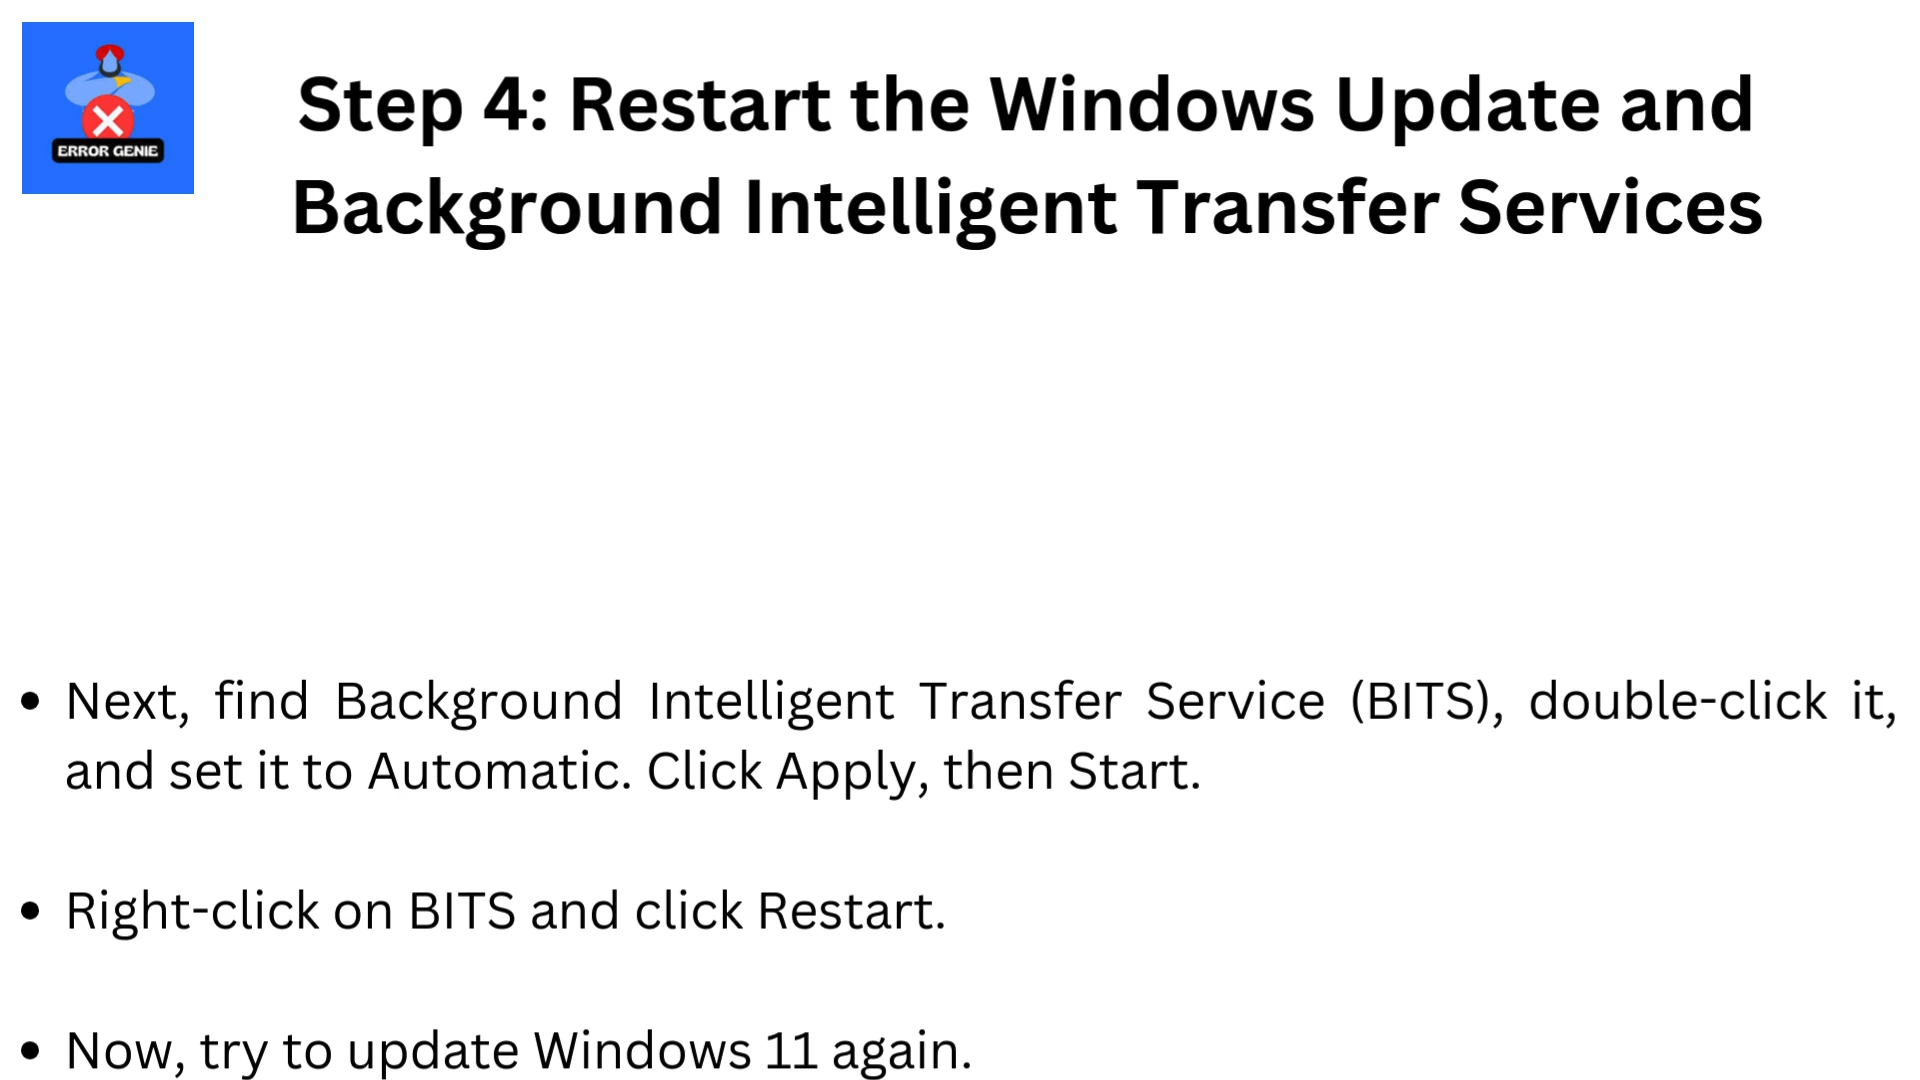 ERROR GENIE
Step 4: Restart the Windows Update and
Background Intelligent Transfer Services
• Next, find Background Intelligent Transfer Service (BITS), double-click it,
and set it to Automatic. Click Apply, then Start.
• Right-click on BITS and click Restart.
• Now, try to update Windows 11 again.